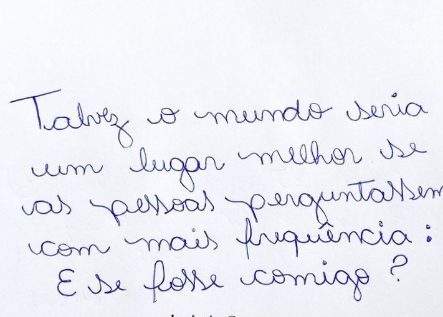 Talvez o mundo seria
um lugar melhor se
as pessoas perguntassem
com mais frequência:
E se fosse comigo?